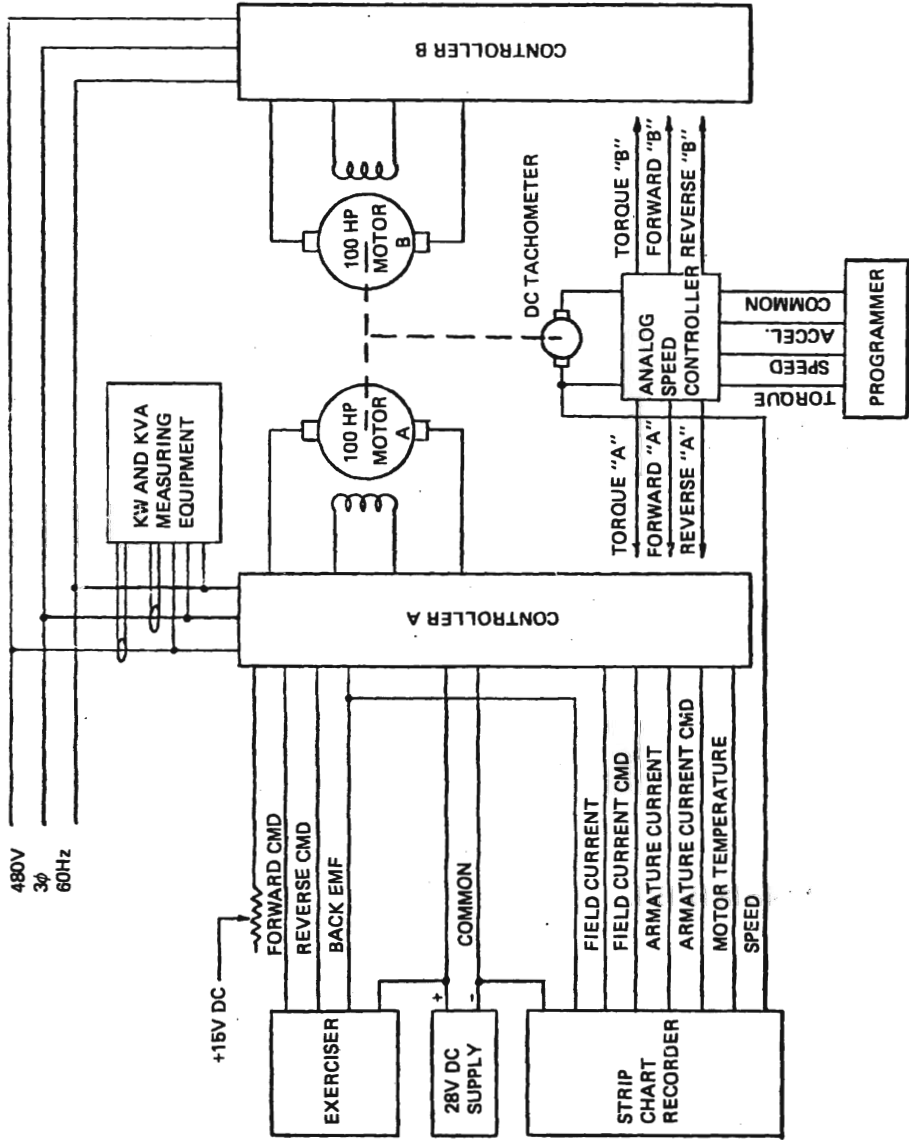 480V
3ϕ
60Hz
+15V DC
KW AND KVA
MEASURING
EQUIPMENT
CONTROLLER A
CONTROLLER B
100 HP
MOTOR
A
100 HP
MOTOR
B
DC TACHOMETER
EXERCISER
FORWARD CMD
REVERSE CMD
BACK EMF
28V DC
SUPPLY
+
-
COMMON
STRIP
CHART
RECORDER
FIELD CURRENT
FIELD CURRENT CMD
ARMATURE CURRENT
ARMATURE CURRENT CMD
MOTOR TEMPERATURE
SPEED
TORQUE "A"
FORWARD "A"
REVERSE "A"
ANALOG
SPEED
CONTROLLER
TORQUE "B"
FORWARD "B"
REVERSE "B"
TORQUE
SPEED
ACCEL.
COMMON
PROGRAMMER